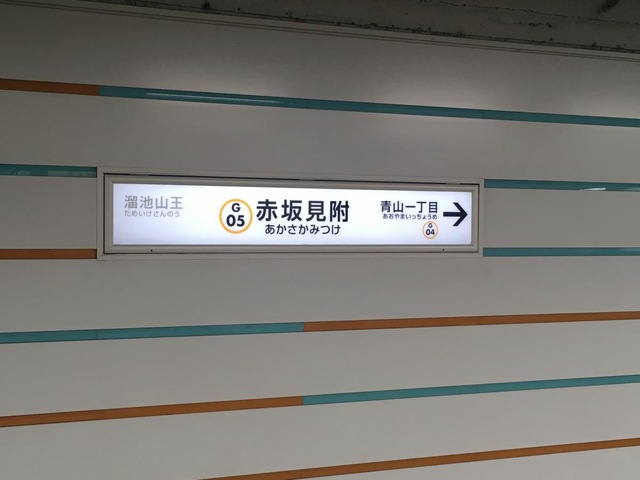 溜池山王
ためいけさんのう
G
05
赤坂見附
あかさかみつけ
青山一丁目
あおやまいっちょうめ
G
04